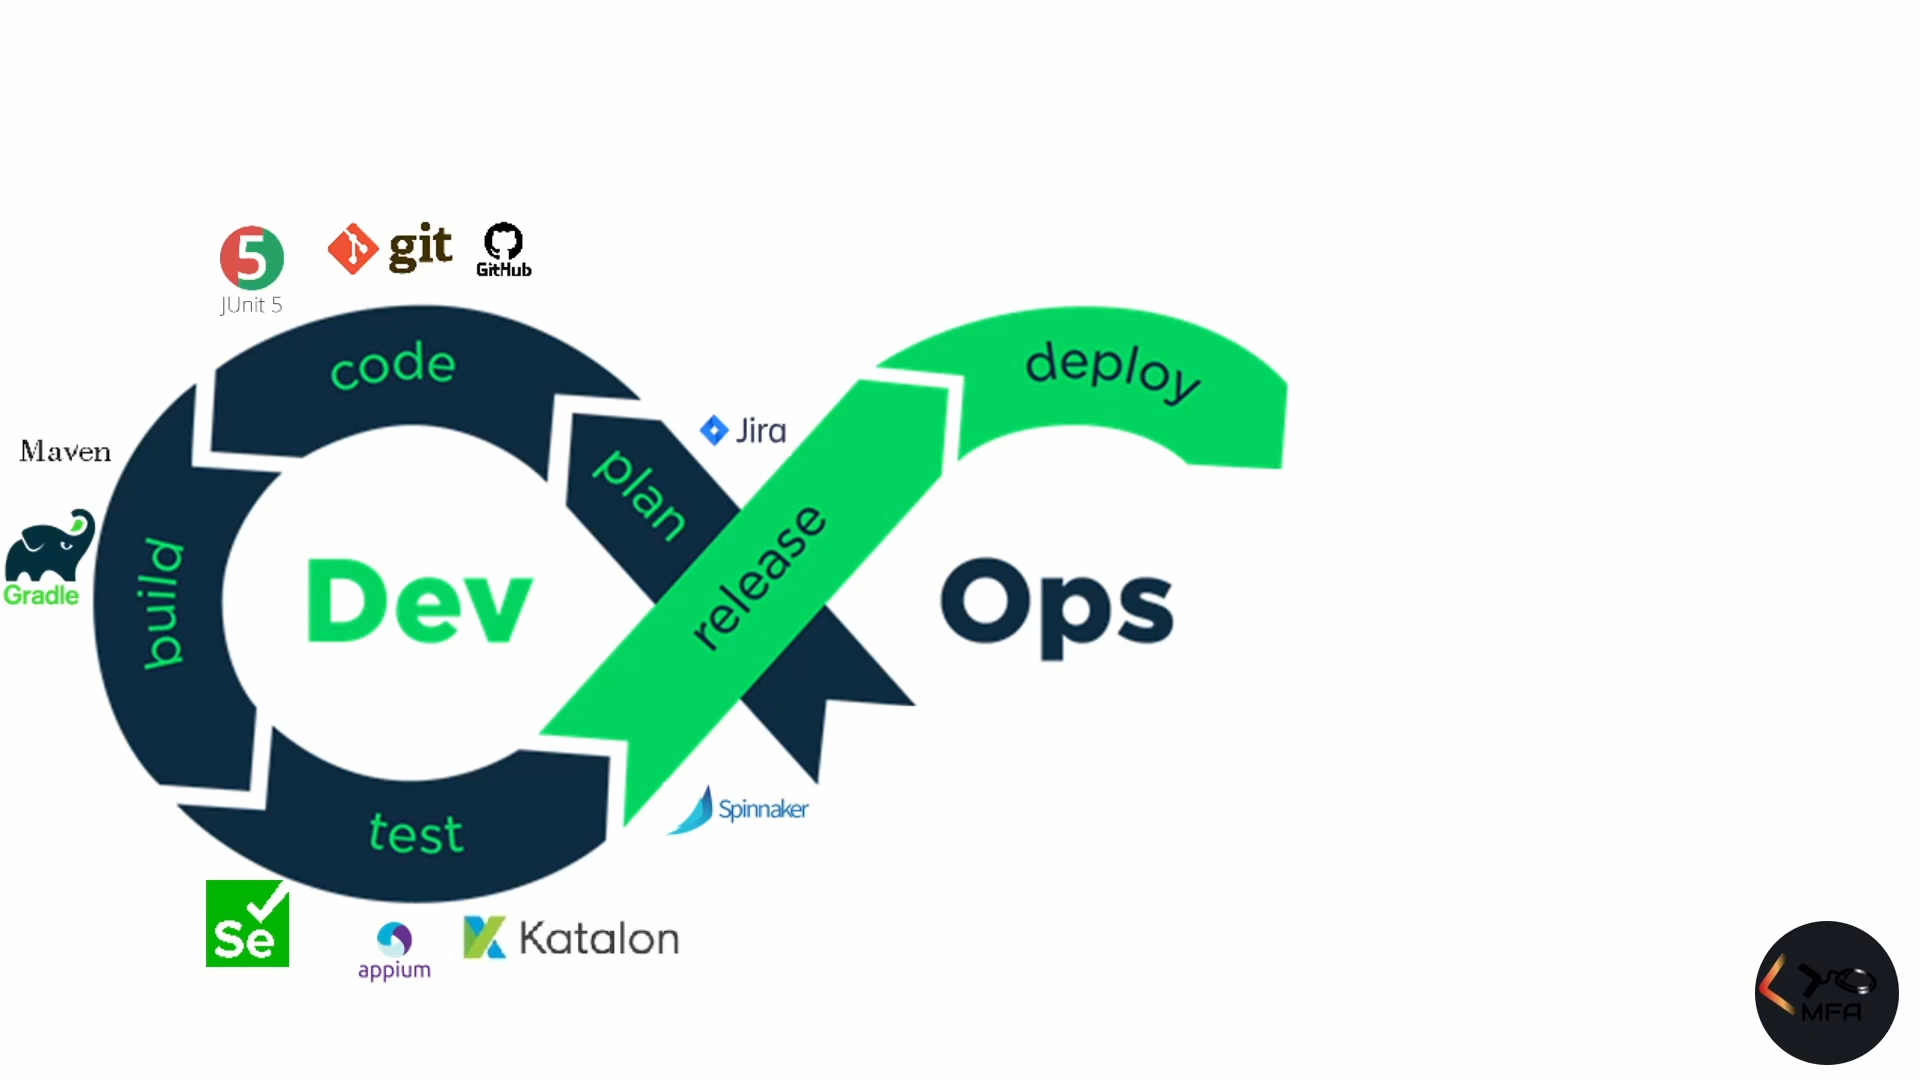 5
JUnit 5
git
GitHub
code
deploy
Maven
Jira
plan
Gradle
build
release
Dev
Ops
test
Spinnaker
Se
appium
Katalon
MFA